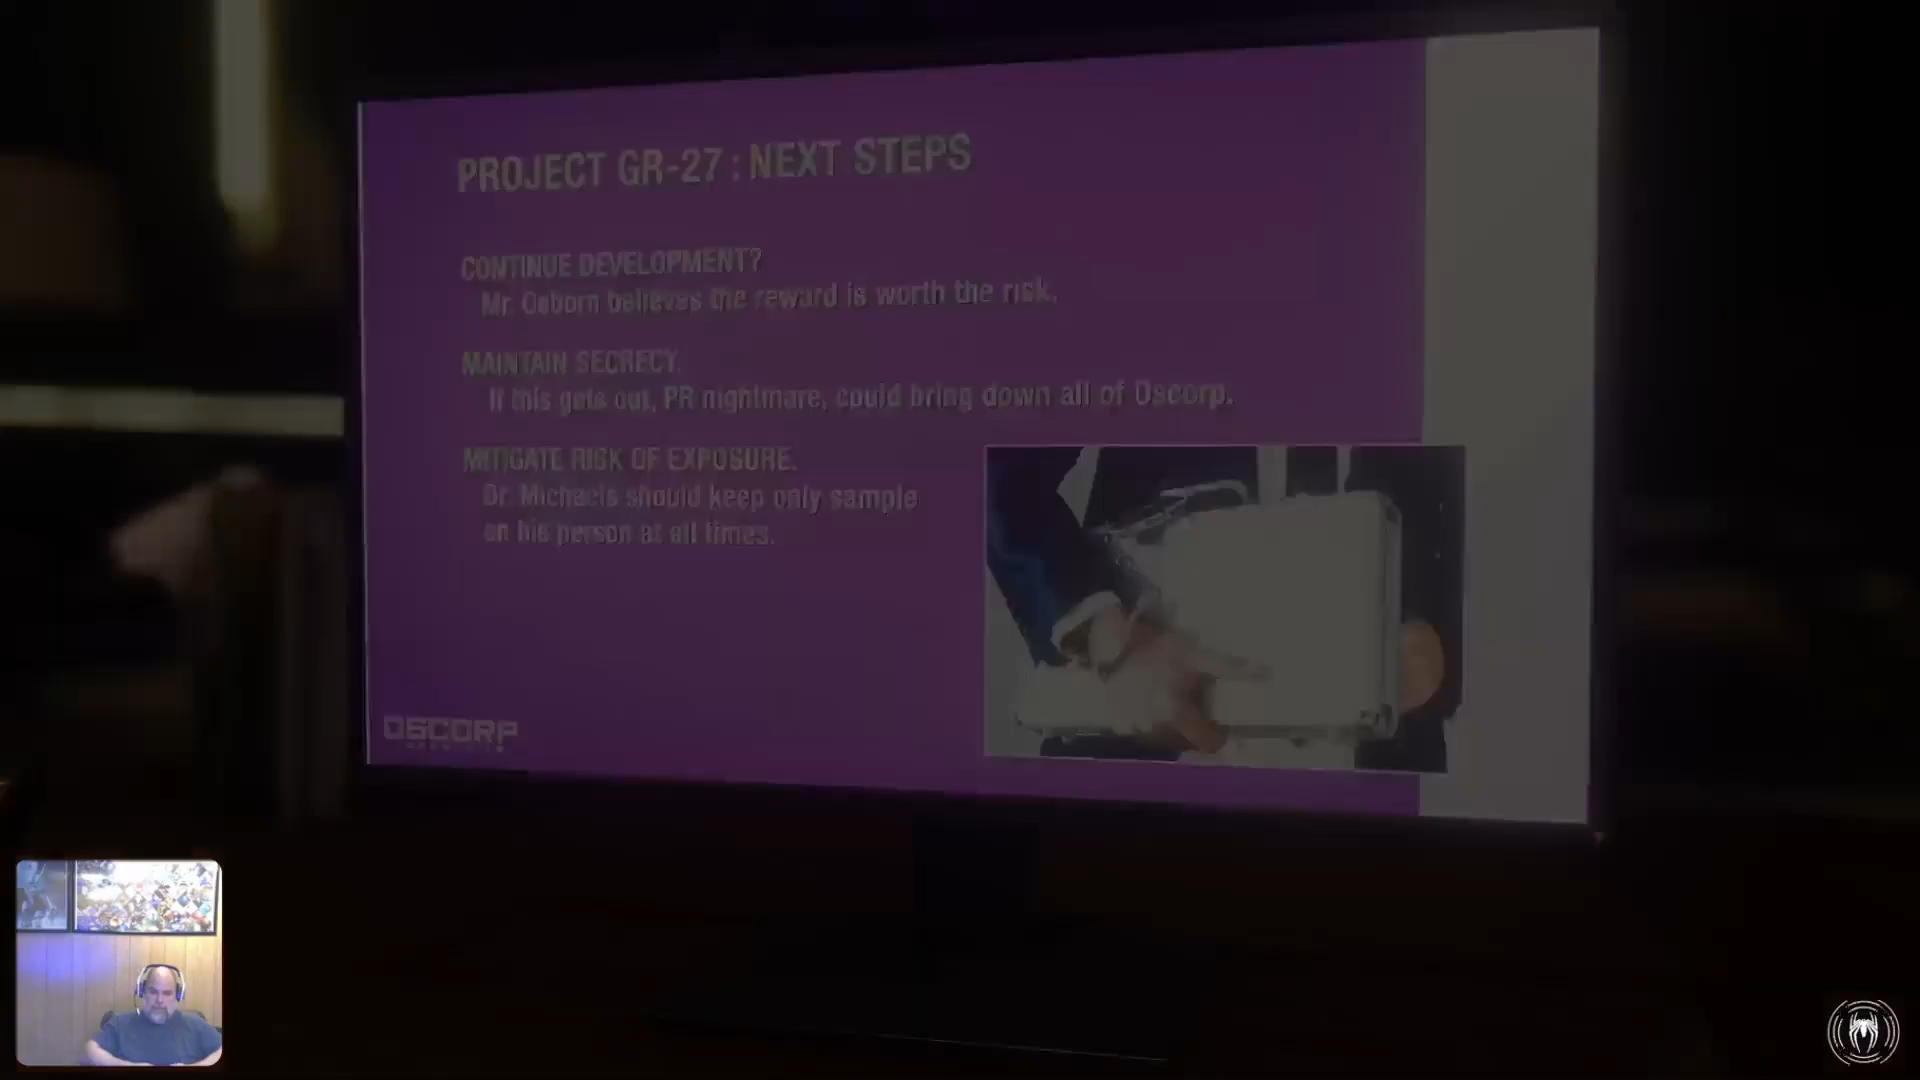 PROJECT GR-27 : NEXT STEPS
CONTINUE DEVELOPMENT?
Mr. Osborn believes the reward is worth the risk.
MAINTAIN SECRECY.
If this gets out, PR nightmare, could bring down all of Oscorp.
MITIGATE RISK OF EXPOSURE.
Dr. Michaels should keep only sample
on his person at all times.
OSCORP